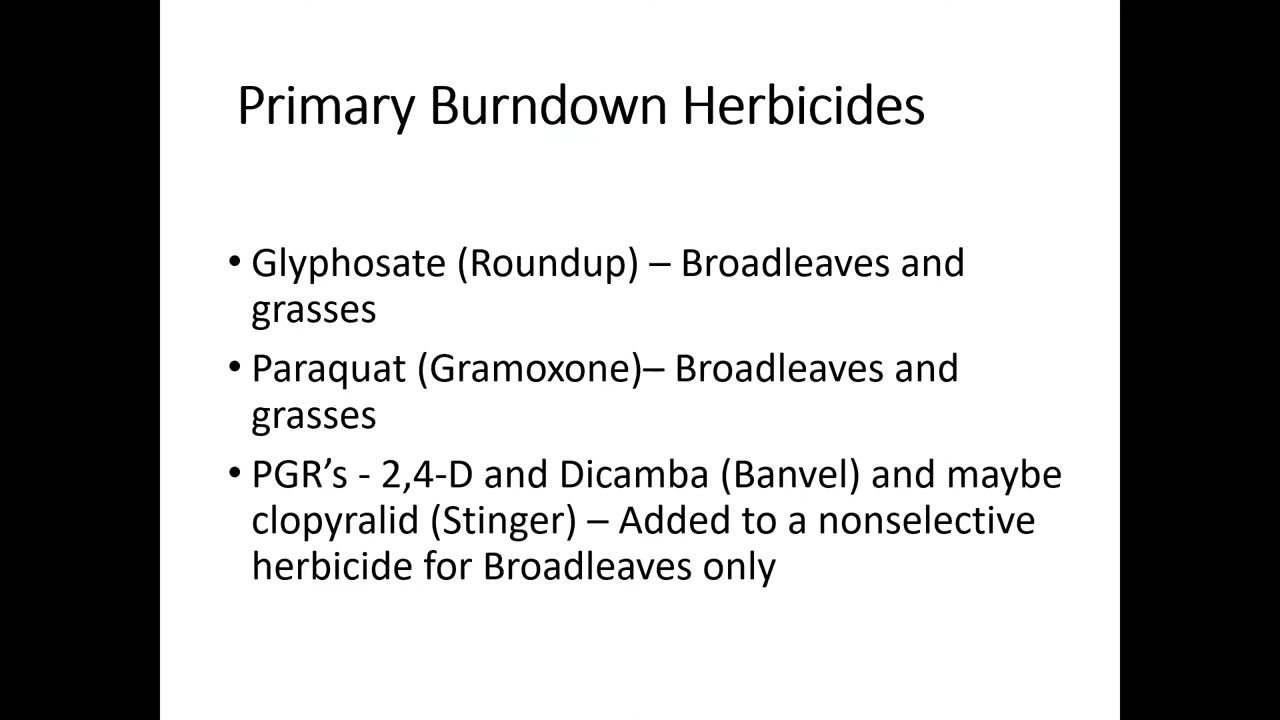 Primary Burndown Herbicides
• Glyphosate (Roundup) – Broadleaves and
grasses
• Paraquat (Gramoxone)– Broadleaves and
grasses
• PGR’s - 2,4-D and Dicamba (Banvel) and maybe
clopyralid (Stinger) – Added to a nonselective
herbicide for Broadleaves only